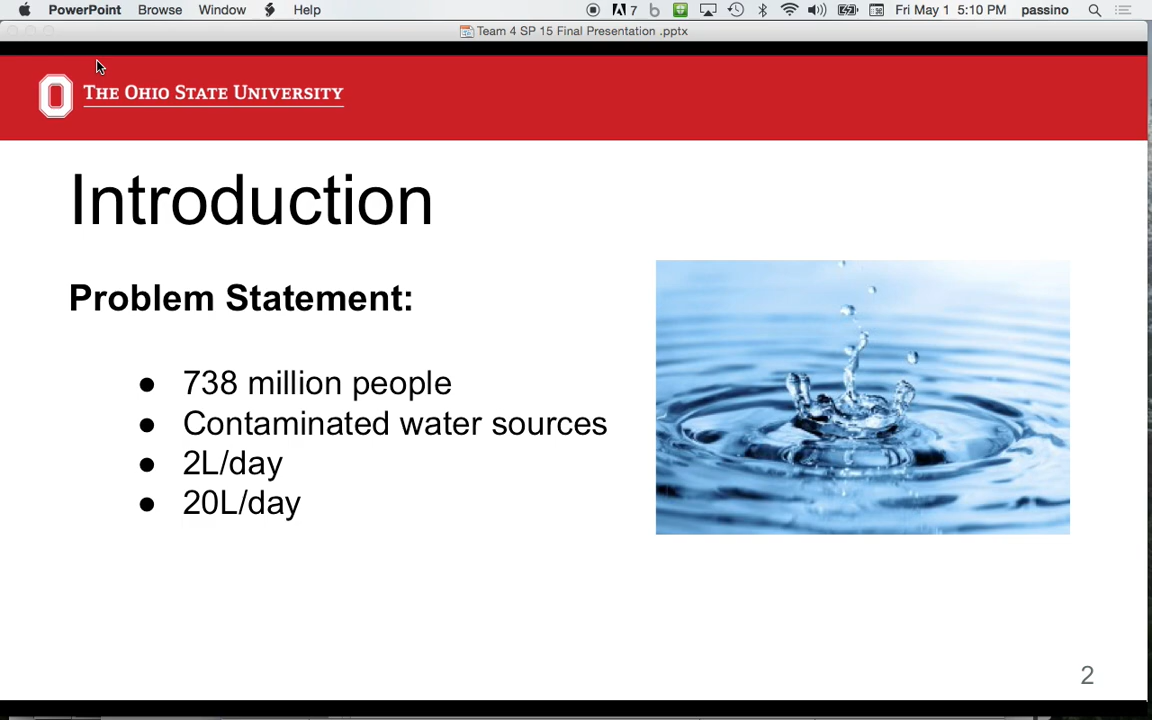 PowerPoint Browse Window Help 7 Fri May 1 5:10 PM passino
Team 4 SP 15 Final Presentation .pptx
THE OHIO STATE UNIVERSITY
Introduction
Problem Statement:
● 738 million people
● Contaminated water sources
● 2L/day
● 20L/day
2